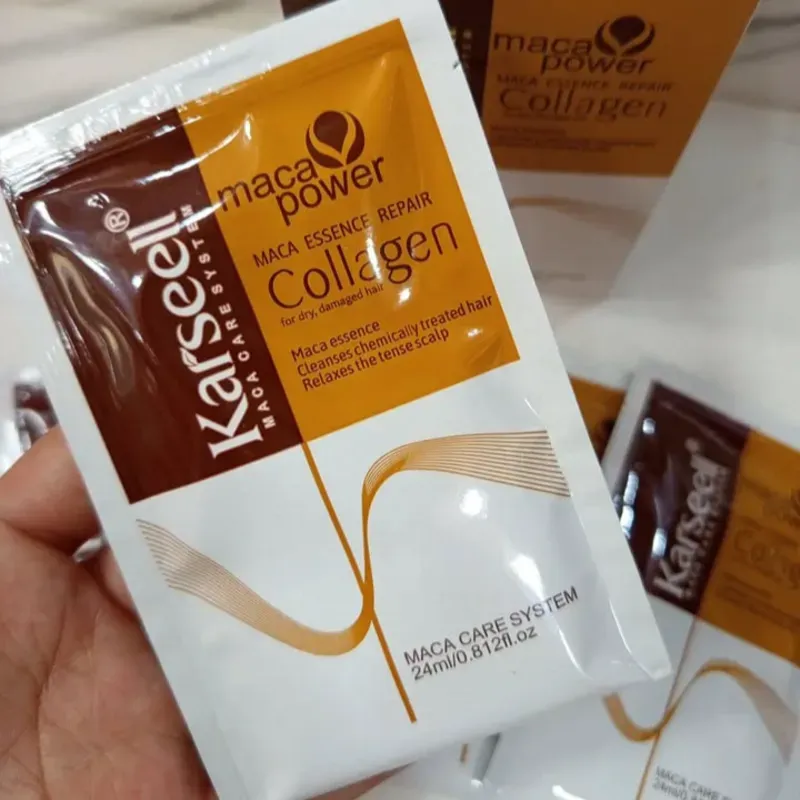 Karseell®
MACA CARE SYSTEM
maca
power
MACA ESSENCE REPAIR
Collagen
for dry, damaged hair
Maca essence
Cleanses chemically treated hair
Relaxes the tense scalp
MACA CARE SYSTEM
24ml/0.812fl.oz
maca
power
MACA ESSENCE REPAIR
Collagen
Karseell®
MACA CARE